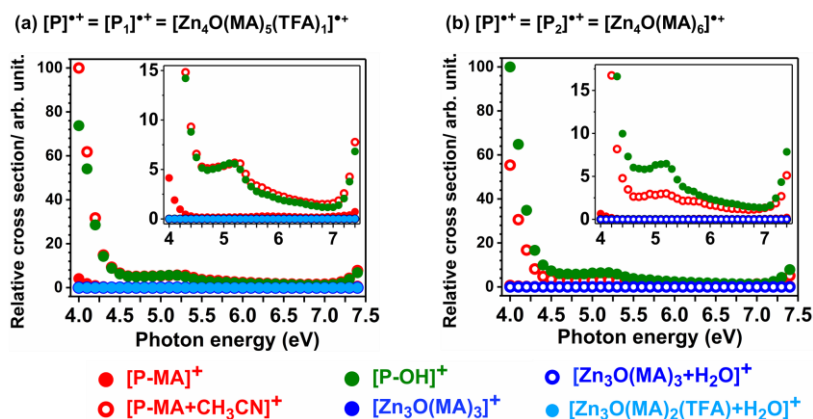 (a) [P]•+ = [P₁]•+ = [Zn₄O(MA)₅(TFA)₁]•+
(b) [P]•+ = [P₂]•+ = [Zn₄O(MA)₆]•+
Relative cross section/ arb. unit.
100
80
60
40
20
0
15
10
5
0
4 5 6 7
4.0 4.5 5.0 5.5 6.0 6.5 7.0 7.5
Photon energy (eV)
Relative cross section/ arb. unit.
100
80
60
40
20
0
15
10
5
0
4 5 6 7
4.0 4.5 5.0 5.5 6.0 6.5 7.0 7.5
Photon energy (eV)
[P-MA]⁺ [P-OH]⁺ [Zn₃O(MA)₃+H₂O]⁺
[P-MA+CH₃CN]⁺ [Zn₃O(MA)₃]⁺ [Zn₃O(MA)₂(TFA)+H₂O]⁺